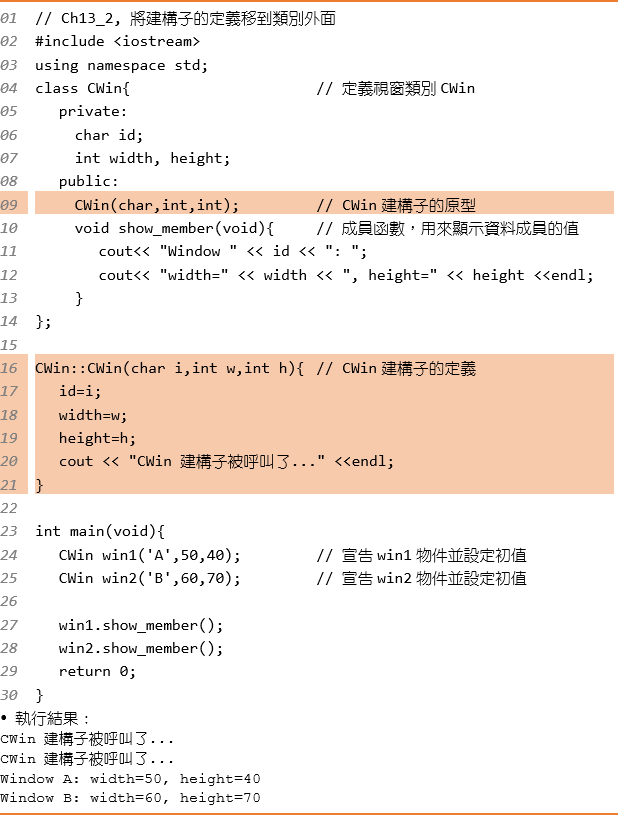 01 // Ch13_2, 將建構子的定義移到類別外面
02 #include <iostream>
03 using namespace std;
04 class CWin{ // 定義視窗類別 CWin
05 private:
06 char id;
07 int width, height;
08 public:
09 CWin(char,int,int); // CWin 建構子的原型
10 void show_member(void){ // 成員函數，用來顯示資料成員的值
11 cout<< "Window " << id << ": ";
12 cout<< "width=" << width << ", height=" << height <<endl;
13 }
14 };
15
16 CWin::CWin(char i,int w,int h){ // CWin 建構子的定義
17 id=i;
18 width=w;
19 height=h;
20 cout << "CWin 建構子被呼叫了..." <<endl;
21 }
22
23 int main(void){
24 CWin win1('A',50,40); // 宣告 win1 物件並設定初值
25 CWin win2('B',60,70); // 宣告 win2 物件並設定初值
26
27 win1.show_member();
28 win2.show_member();
29 return 0;
30 }
• 執行結果：
CWin 建構子被呼叫了...
CWin 建構子被呼叫了...
Window A: width=50, height=40
Window B: width=60, height=70